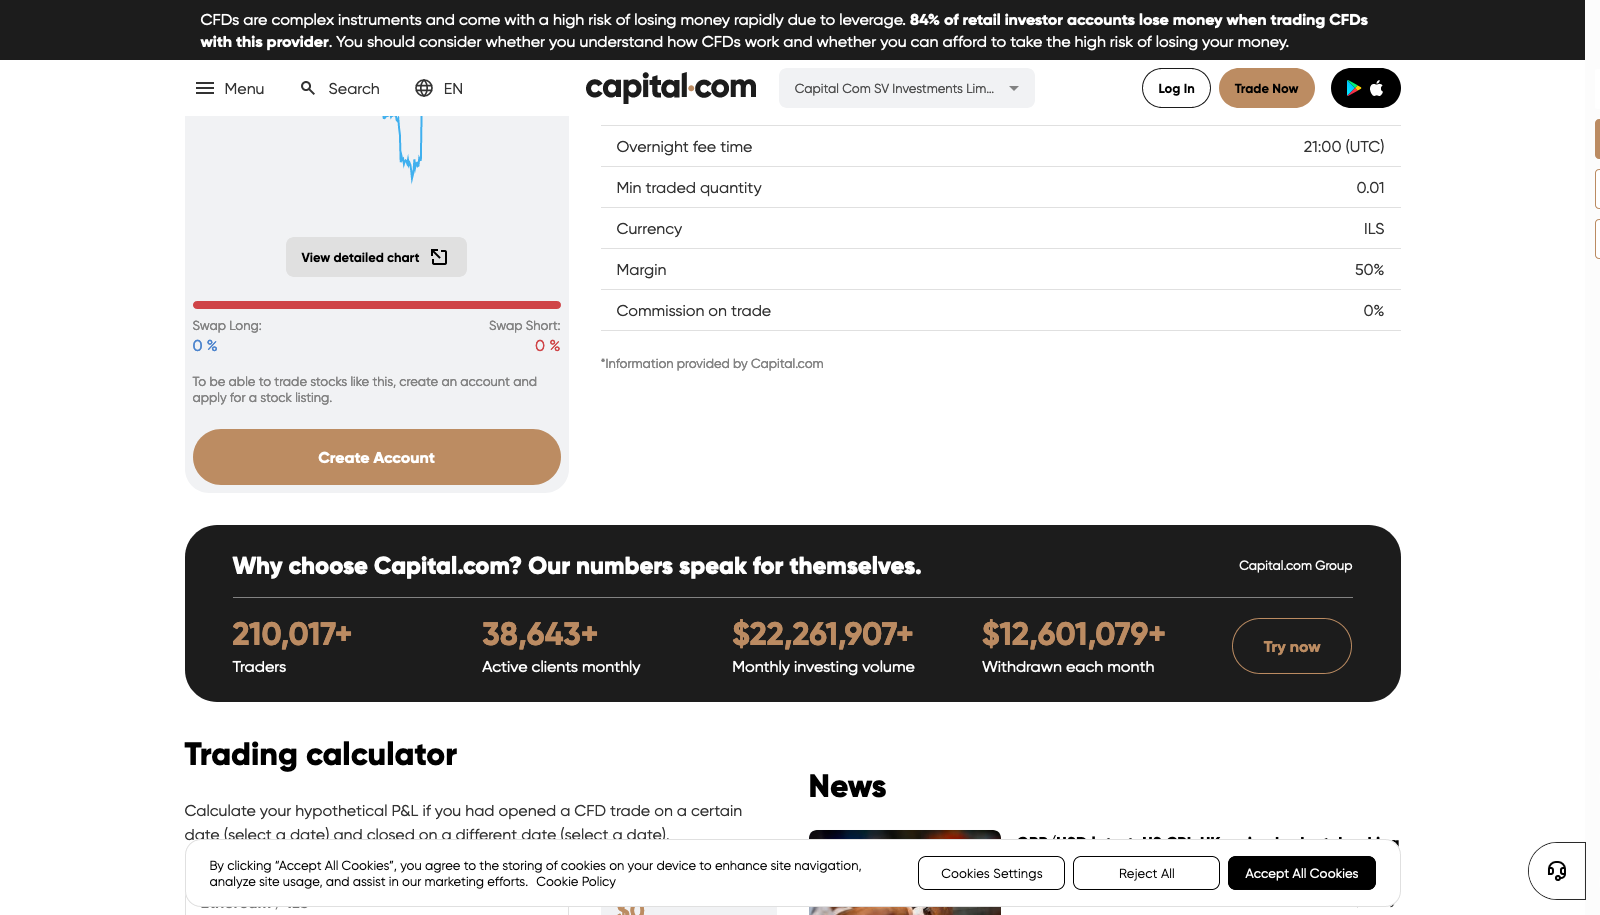 CFDs are complex instruments and come with a high risk of losing money rapidly due to leverage. 84% of retail investor accounts lose money when trading CFDs
with this provider. You should consider whether you understand how CFDs work and whether you can afford to take the high risk of losing your money.
Menu
Search
EN
capital.com
Capital Com SV Investments Lim...
Log In
Trade Now
View detailed chart
Swap Long:
Swap Short:
0 %
0 %
To be able to trade stocks like this, create an account and
apply for a stock listing.
Create Account
Overnight fee time
21:00 (UTC)
Min traded quantity
0.01
Currency
ILS
Margin
50%
Commission on trade
0%
*Information provided by Capital.com
Why choose Capital.com? Our numbers speak for themselves.
Capital.com Group
210,017+
Traders
38,643+
Active clients monthly
$22,261,907+
Monthly investing volume
$12,601,079+
Withdrawn each month
Try now
Trading calculator
Calculate your hypothetical P&L if you had opened a CFD trade on a certain
date (select a date) and closed on a different date (select a date).
News
By clicking “Accept All Cookies”, you agree to the storing of cookies on your device to enhance site navigation,
analyze site usage, and assist in our marketing efforts. Cookie Policy
Cookies Settings
Reject All
Accept All Cookies